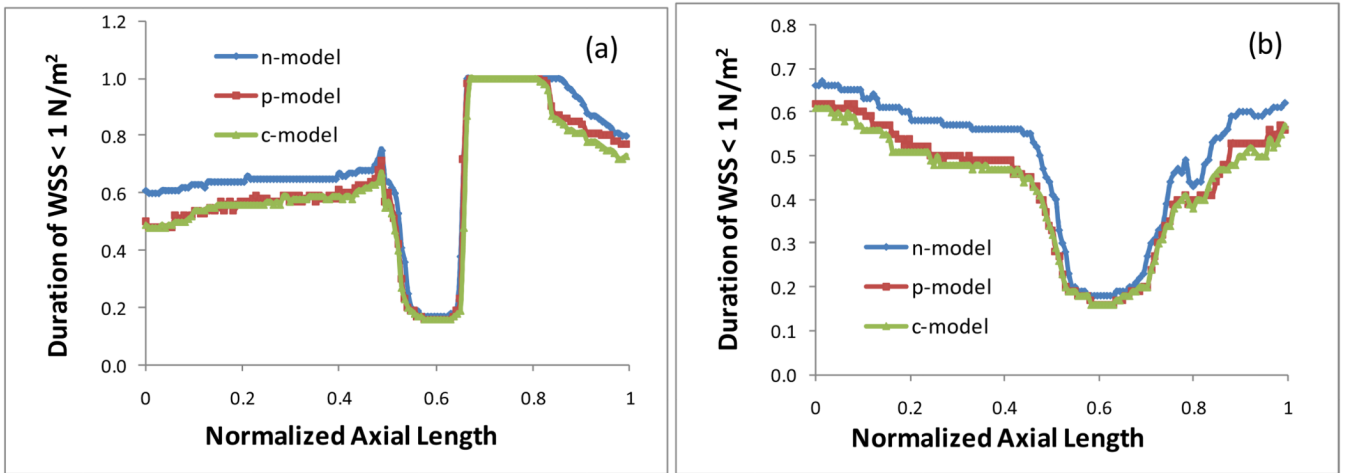 (a)
Duration of WSS < 1 N/m²
1.2
1.0
0.8
0.6
0.4
0.2
0.0
n-model
p-model
c-model
0 0.2 0.4 0.6 0.8 1
Normalized Axial Length
(b)
Duration of WSS < 1 N/m²
0.8
0.7
0.6
0.5
0.4
0.3
0.2
0.1
0.0
n-model
p-model
c-model
0 0.2 0.4 0.6 0.8 1
Normalized Axial Length